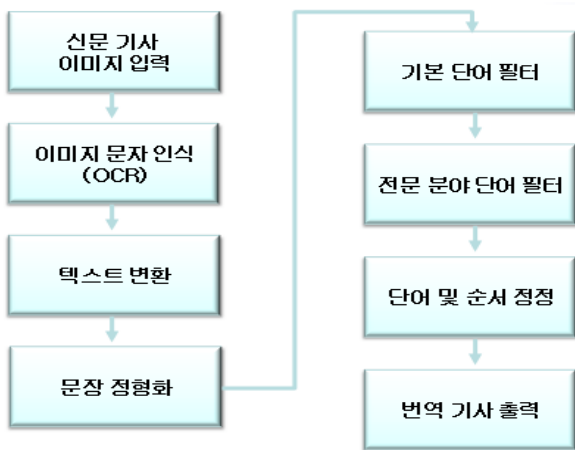 신문 기사
이미지 입력
이미지 문자 인식
(OCR)
텍스트 변환
문장 정형화
기본 단어 필터
전문 분야 단어 필터
단어 및 순서 정정
번역 기사 출력